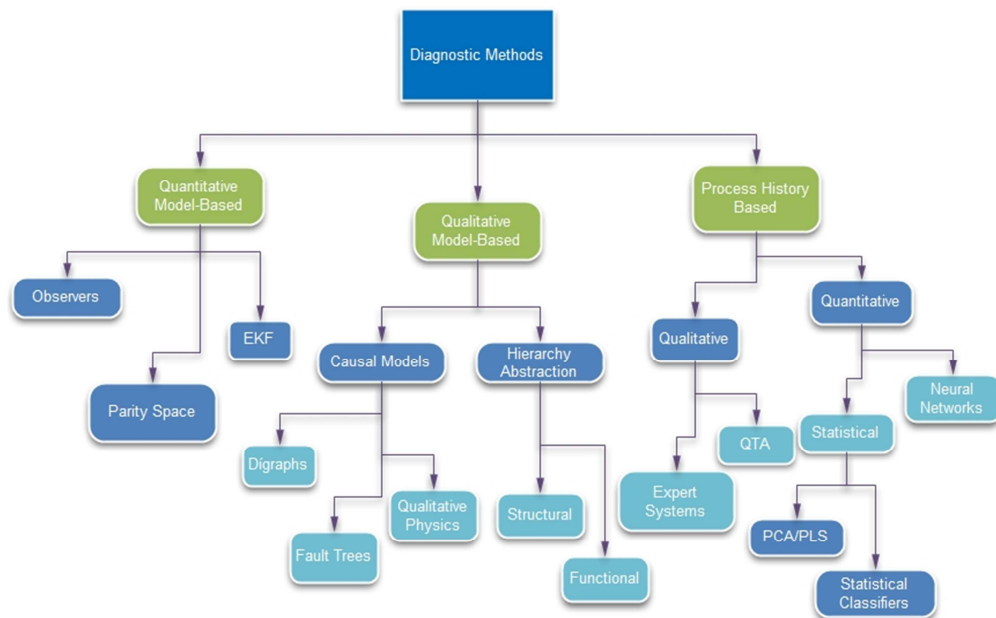 Diagnostic Methods
Quantitative
Model-Based
Qualitative
Model-Based
Process History
Based
Observers
EKF
Parity Space
Causal Models
Hierarchy
Abstraction
Qualitative
Quantitative
Dígraphs
Fault Trees
Qualitative
Physics
Structural
Functional
Expert
Systems
QTA
Statistical
Neural
Networks
PCA/PLS
Statistical
Classifiers